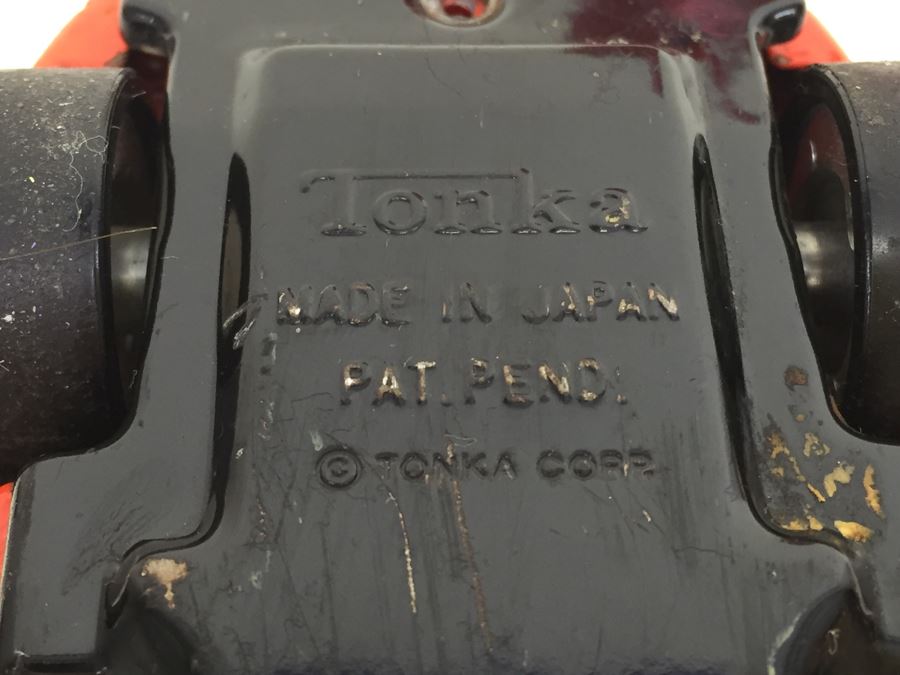 Tonka
MADE IN JAPAN
PAT. PEND.
© TONKA CORP.